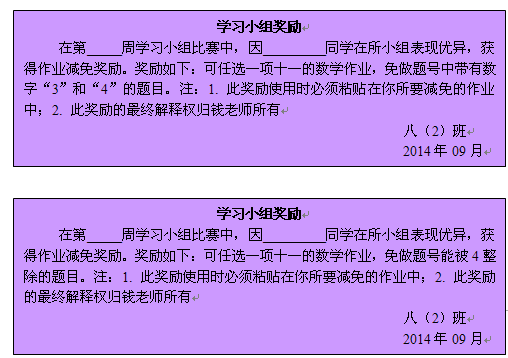 学习小组奖励
在第_____周学习小组比赛中，因_________同学在所小组表现优异，获
得作业减免奖励。奖励如下：可任选一项十一的数学作业，免做题号中带有数
字“3”和“4”的题目。注：1. 此奖励使用时必须粘贴在你所要减免的作业
中；2. 此奖励的最终解释权归钱老师所有
八（2）班
2014 年 09 月
学习小组奖励
在第_____周学习小组比赛中，因_________同学在所小组表现优异，获
得作业减免奖励。奖励如下：可任选一项十一的数学作业，免做题号能被 4 整
除的题目。注：1. 此奖励使用时必须粘贴在你所要减免的作业中；2. 此奖励
的最终解释权归钱老师所有
八（2）班
2014 年 09 月